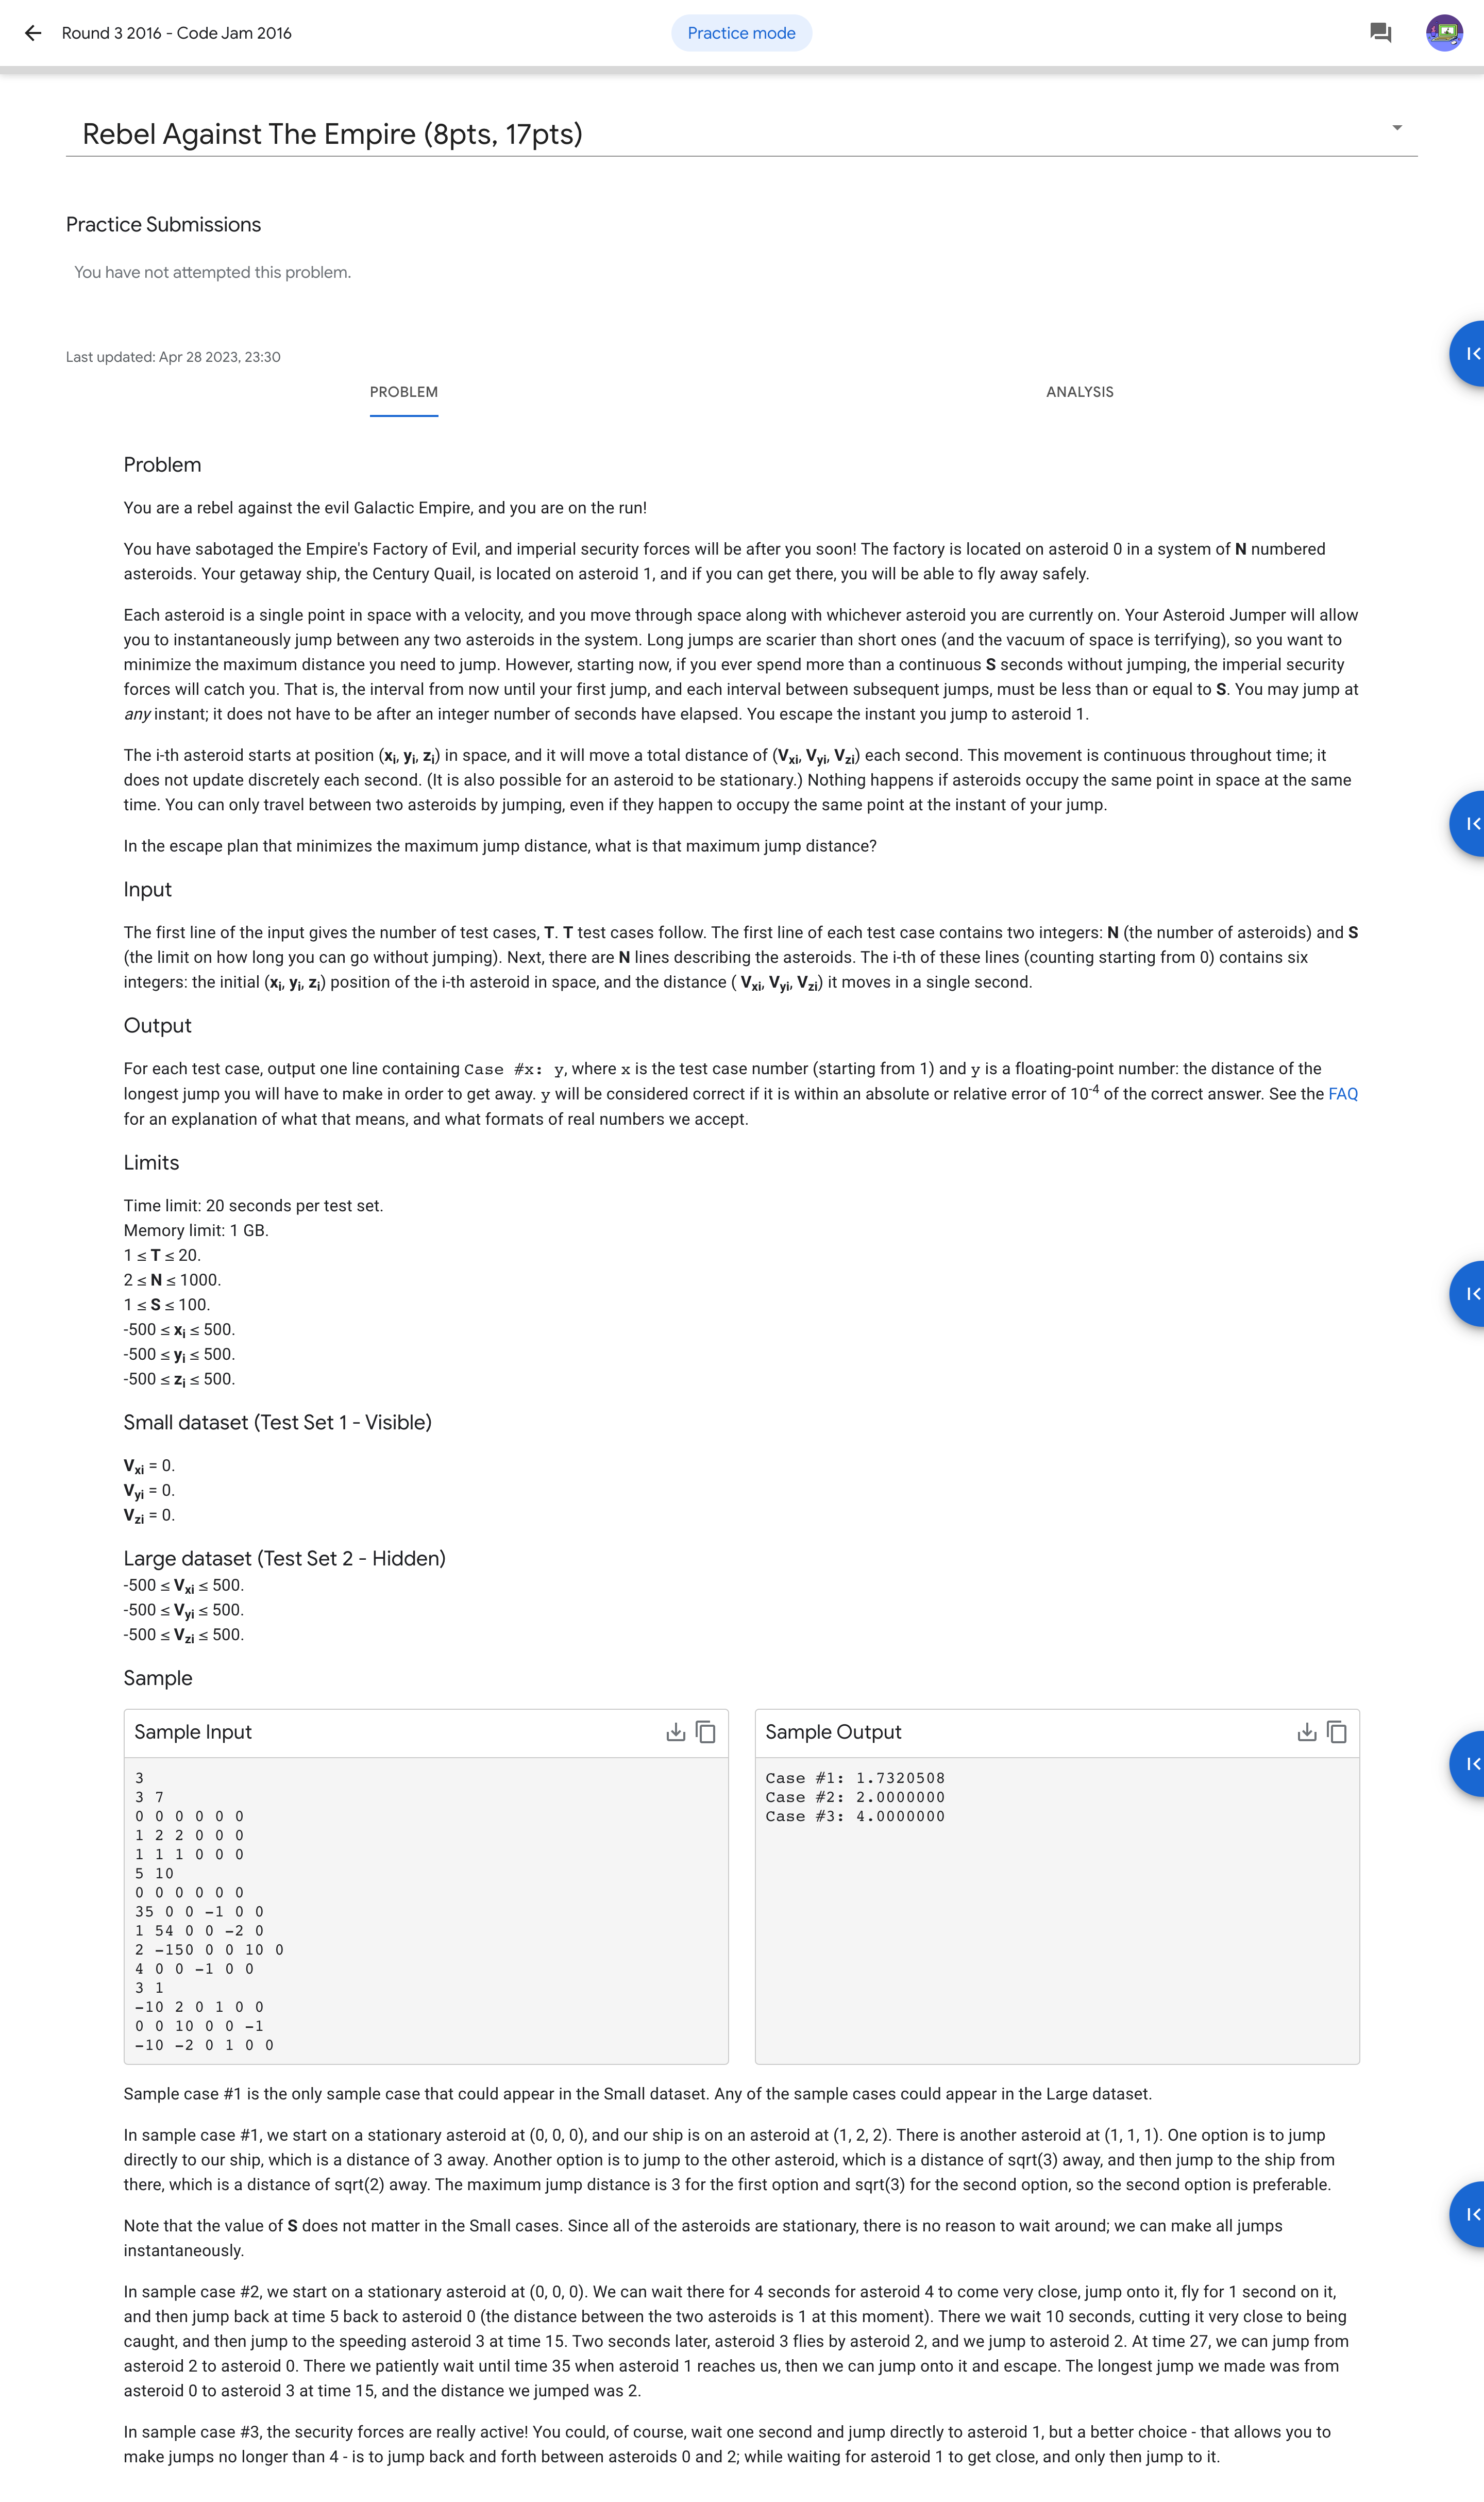 Round 3 2016 - Code Jam 2016
Practice mode
Rebel Against The Empire (8pts, 17pts)
Practice Submissions
You have not attempted this problem.
Last updated: Apr 28 2023, 23:30
PROBLEM
ANALYSIS
Problem
You are a rebel against the evil Galactic Empire, and you are on the run!
You have sabotaged the Empire's Factory of Evil, and imperial security forces will be after you soon! The factory is located on asteroid 0 in a system of N numbered
asteroids. Your getaway ship, the Century Quail, is located on asteroid 1, and if you can get there, you will be able to fly away safely.
Each asteroid is a single point in space with a velocity, and you move through space along with whichever asteroid you are currently on. Your Asteroid Jumper will allow
you to instantaneously jump between any two asteroids in the system. Long jumps are scarier than short ones (and the vacuum of space is terrifying), so you want to
minimize the maximum distance you need to jump. However, starting now, if you ever spend more than a continuous S seconds without jumping, the imperial security
forces will catch you. That is, the interval from now until your first jump, and each interval between subsequent jumps, must be less than or equal to S. You may jump at
any instant; it does not have to be after an integer number of seconds have elapsed. You escape the instant you jump to asteroid 1.
The i-th asteroid starts at position (xi, yi, zi) in space, and it will move a total distance of (Vxi, Vyi, Vzi) each second. This movement is continuous throughout time; it
does not update discretely each second. (It is also possible for an asteroid to be stationary.) Nothing happens if asteroids occupy the same point in space at the same
time. You can only travel between two asteroids by jumping, even if they happen to occupy the same point at the instant of your jump.
In the escape plan that minimizes the maximum jump distance, what is that maximum jump distance?
Input
The first line of the input gives the number of test cases, T. T test cases follow. The first line of each test case contains two integers: N (the number of asteroids) and S
(the limit on how long you can go without jumping). Next, there are N lines describing the asteroids. The i-th of these lines (counting starting from 0) contains six
integers: the initial (xi, yi, zi) position of the i-th asteroid in space, and the distance ( Vxi, Vyi, Vzi) it moves in a single second.
Output
For each test case, output one line containing Case #x: y, where x is the test case number (starting from 1) and y is a floating-point number: the distance of the
longest jump you will have to make in order to get away. y will be considered correct if it is within an absolute or relative error of 10-4 of the correct answer. See the FAQ
for an explanation of what that means, and what formats of real numbers we accept.
Limits
Time limit: 20 seconds per test set.
Memory limit: 1 GB.
1 ≤ T ≤ 20.
2 ≤ N ≤ 1000.
1 ≤ S ≤ 100.
-500 ≤ xi ≤ 500.
-500 ≤ yi ≤ 500.
-500 ≤ zi ≤ 500.
Small dataset (Test Set 1 - Visible)
Vxi = 0.
Vyi = 0.
Vzi = 0.
Large dataset (Test Set 2 - Hidden)
-500 ≤ Vxi ≤ 500.
-500 ≤ Vyi ≤ 500.
-500 ≤ Vzi ≤ 500.
Sample
Sample Input
3
3 7
0 0 0 0 0 0
1 2 2 0 0 0
1 1 1 0 0 0
5 10
0 0 0 0 0 0
35 0 0 -1 0 0
1 54 0 0 -2 0
2 -150 0 0 10 0
4 0 0 -1 0 0
3 1
-10 2 0 1 0 0
0 0 10 0 0 -1
-10 -2 0 1 0 0
Sample Output
Case #1: 1.7320508
Case #2: 2.0000000
Case #3: 4.0000000
Sample case #1 is the only sample case that could appear in the Small dataset. Any of the sample cases could appear in the Large dataset.
In sample case #1, we start on a stationary asteroid at (0, 0, 0), and our ship is on an asteroid at (1, 2, 2). There is another asteroid at (1, 1, 1). One option is to jump
directly to our ship, which is a distance of 3 away. Another option is to jump to the other asteroid, which is a distance of sqrt(3) away, and then jump to the ship from
there, which is a distance of sqrt(2) away. The maximum jump distance is 3 for the first option and sqrt(3) for the second option, so the second option is preferable.
Note that the value of S does not matter in the Small cases. Since all of the asteroids are stationary, there is no reason to wait around; we can make all jumps
instantaneously.
In sample case #2, we start on a stationary asteroid at (0, 0, 0). We can wait there for 4 seconds for asteroid 4 to come very close, jump onto it, fly for 1 second on it,
and then jump back at time 5 back to asteroid 0 (the distance between the two asteroids is 1 at this moment). There we wait 10 seconds, cutting it very close to being
caught, and then jump to the speeding asteroid 3 at time 15. Two seconds later, asteroid 3 flies by asteroid 2, and we jump to asteroid 2. At time 27, we can jump from
asteroid 2 to asteroid 0. There we patiently wait until time 35 when asteroid 1 reaches us, then we can jump onto it and escape. The longest jump we made was from
asteroid 0 to asteroid 3 at time 15, and the distance we jumped was 2.
In sample case #3, the security forces are really active! You could, of course, wait one second and jump directly to asteroid 1, but a better choice - that allows you to
make jumps no longer than 4 - is to jump back and forth between asteroids 0 and 2; while waiting for asteroid 1 to get close, and only then jump to it.